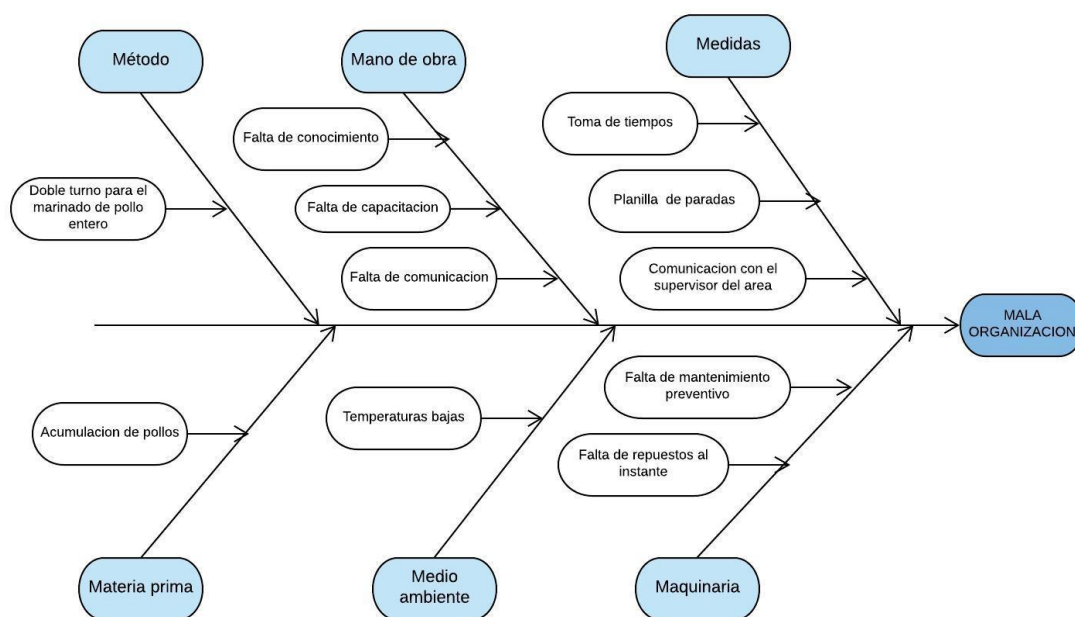 Método
Mano de obra
Medidas
Falta de conocimiento
Toma de tiempos
Doble turno para el
marinado de pollo
entero
Falta de capacitacion
Planilla de paradas
Falta de comunicacion
Comunicacion con el
supervisor del area
MALA
ORGANIZACION
Falta de mantenimiento
preventivo
Acumulacion de pollos
Temperaturas bajas
Falta de repuestos al
instante
Materia prima
Medio
ambiente
Maquinaria